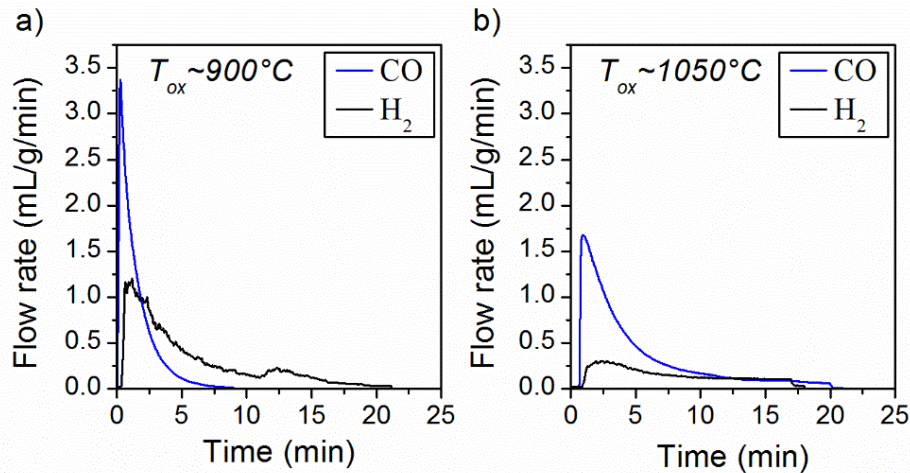 a)
T_ox~900°C
CO
H₂
3.5
3.0
2.5
2.0
1.5
1.0
0.5
0.0
0 5 10 15 20 25
Flow rate (mL/g/min)
Time (min)
b)
T_ox~1050°C
CO
H₂
3.5
3.0
2.5
2.0
1.5
1.0
0.5
0.0
0 5 10 15 20 25
Flow rate (mL/g/min)
Time (min)